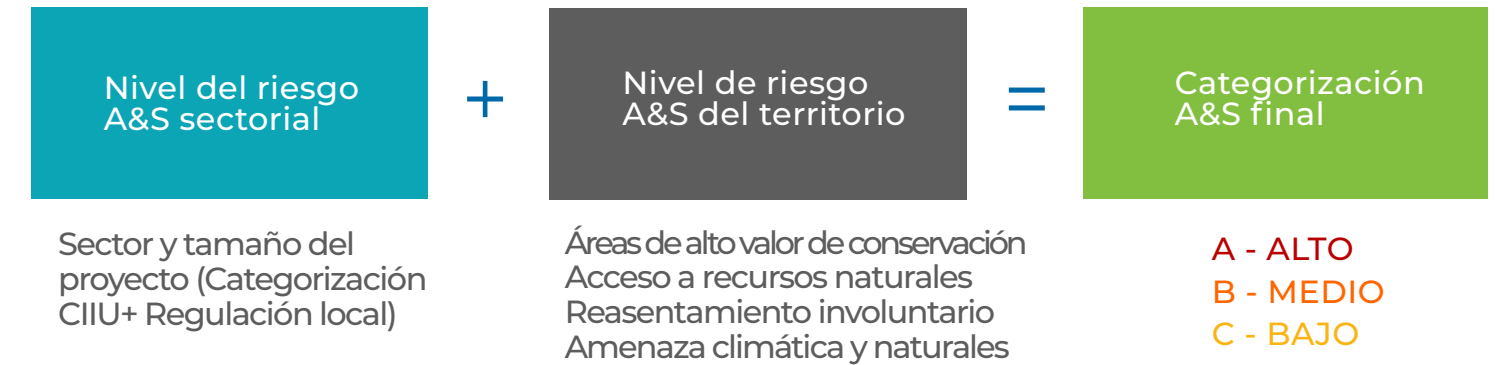 Nivel del riesgo
A&S sectorial
+
Nivel de riesgo
A&S del territorio
=
Categorización
A&S final
Sector y tamaño del
proyecto (Categorización
CIIU+ Regulación local)
Áreas de alto valor de conservación
Acceso a recursos naturales
Reasentamiento involuntario
Amenaza climática y naturales
A - ALTO
B - MEDIO
C - BAJO